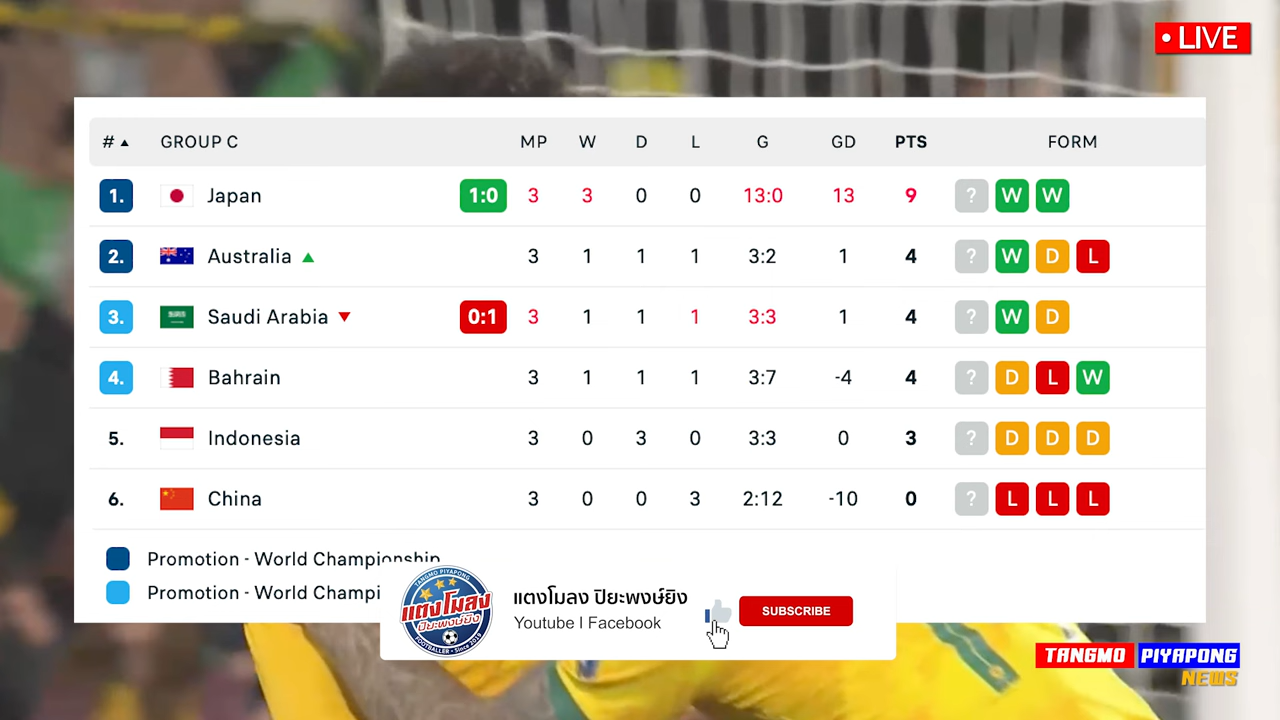 • LIVE
# ▲ GROUP C MP W D L G GD PTS FORM
1. Japan 1:0 3 3 0 0 13:0 13 9 ? W W
2. Australia ▲ 3 1 1 1 3:2 1 4 ? W D L
3. Saudi Arabia ▼ 0:1 3 1 1 1 3:3 1 4 ? W D
4. Bahrain 3 1 1 1 3:7 -4 4 ? D L W
5. Indonesia 3 0 3 0 3:3 0 3 ? D D D
6. China 3 0 0 3 2:12 -10 0 ? L L L
Promotion - World Championship
Promotion - World Champi
TANGMO PIYAPONG
แตงโมลง
ปิยะพงษ์ยิง
FOOTBALLER • Since 2019
แตงโมลง ปิยะพงษ์ยิง
Youtube l Facebook
SUBSCRIBE
TANGMO PIYAPONG
NEWS